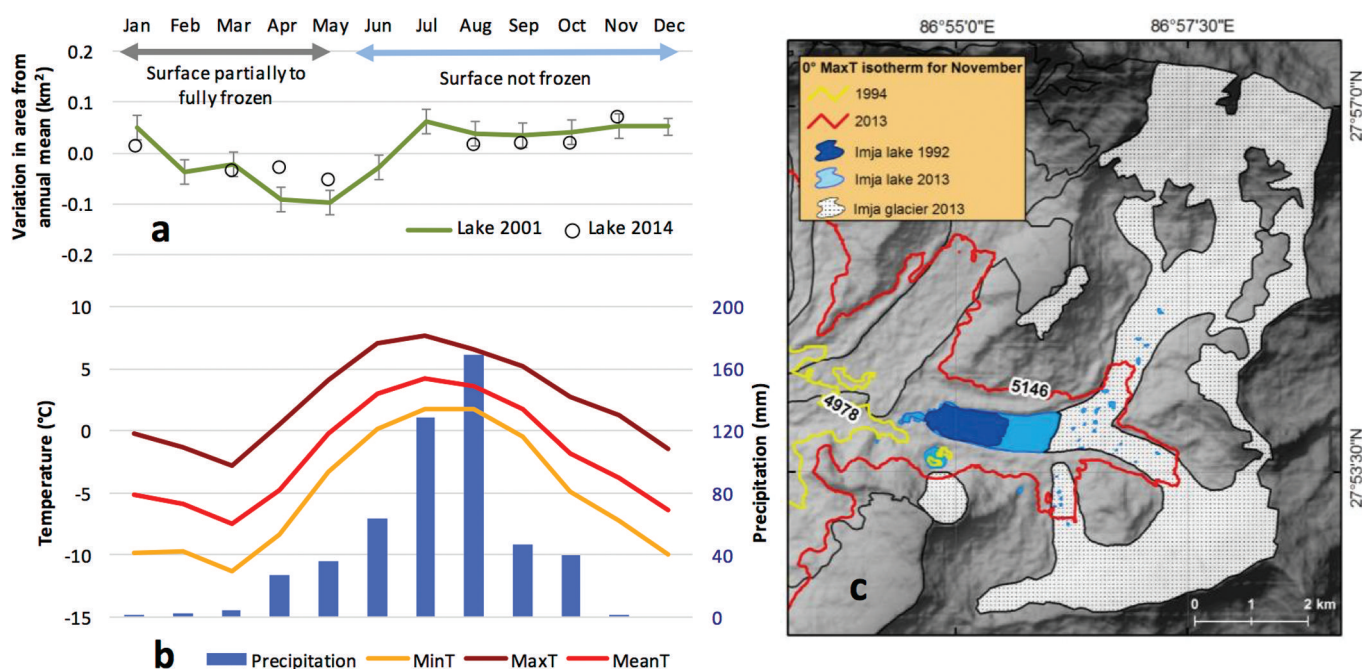 Jan Feb Mar Apr May Jun Jul Aug Sep Oct Nov Dec
Variation in area from
annual mean (km²)
0.2
0.1
0.0
-0.1
-0.2
Surface partially to
fully frozen
Surface not frozen
a
Lake 2001
Lake 2014
Temperature (°C)
10
5
0
-5
-10
-15
200
160
120
80
40
0
Precipitation (mm)
b
Precipitation MinT MaxT MeanT
86°55'0"E 86°57'30"E
27°57'0"N
27°53'30"N
0° MaxT isotherm for November
1994
2013
Imja lake 1992
Imja lake 2013
Imja glacier 2013
5146
4978
c
0 1 2 km